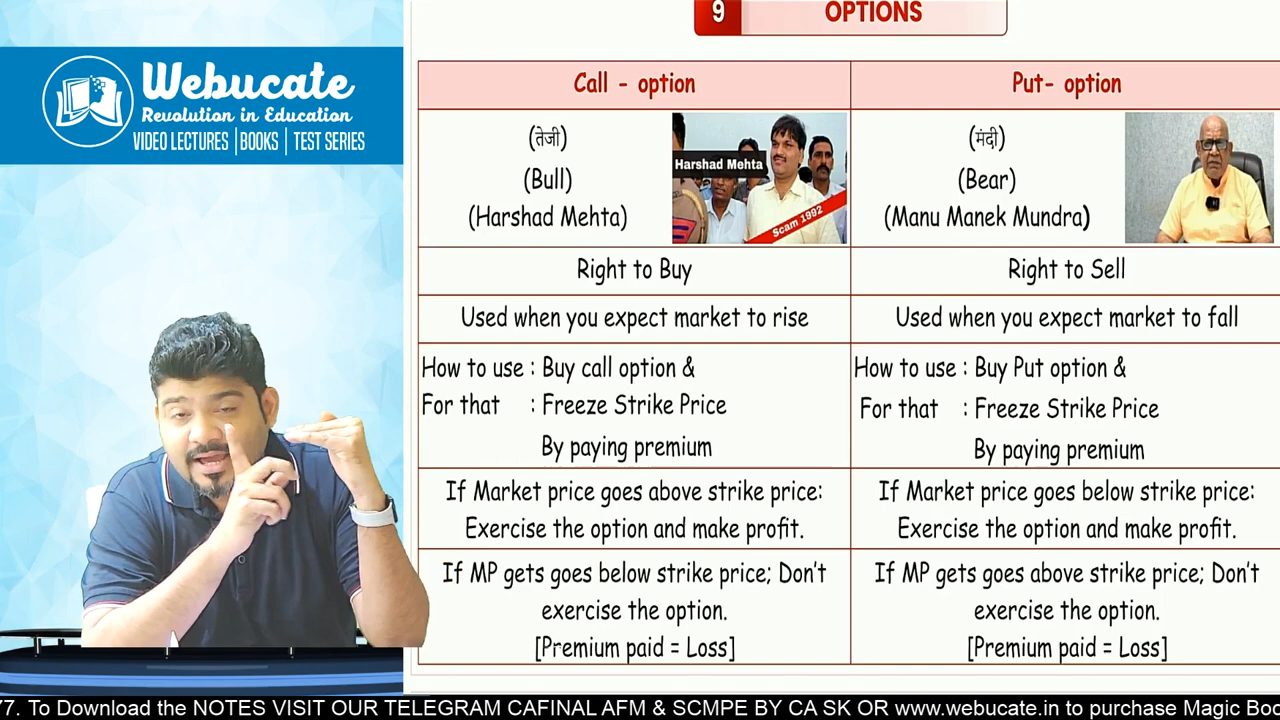 9 OPTIONS
Webucate
Revolution in Education
VIDEO LECTURES | BOOKS | TEST SERIES
Call - option
Put- option
(तेजी)
(Bull)
(Harshad Mehta)
Harshad Mehta
Scam 1992
(मंदी)
(Bear)
(Manu Manek Mundra)
Right to Buy
Right to Sell
Used when you expect market to rise
Used when you expect market to fall
How to use : Buy call option &
For that : Freeze Strike Price
By paying premium
How to use : Buy Put option &
For that : Freeze Strike Price
By paying premium
If Market price goes above strike price:
Exercise the option and make profit.
If Market price goes below strike price:
Exercise the option and make profit.
If MP gets goes below strike price; Don't
exercise the option.
[Premium paid = Loss]
If MP gets goes above strike price; Don't
exercise the option.
[Premium paid = Loss]
77. To Download the NOTES VISIT OUR TELEGRAM CAFINAL AFM & SCMPE BY CA SK OR www.webucate.in to purchase Magic Boo